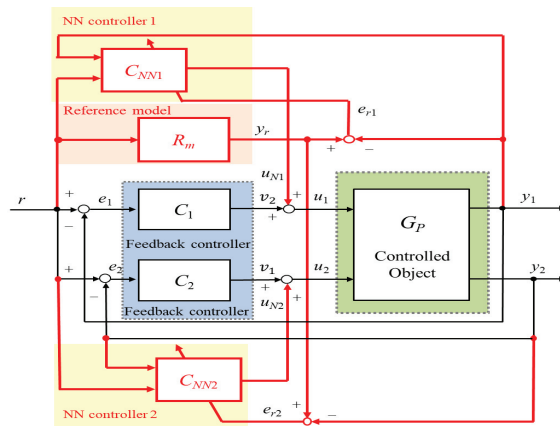 NN controller 1
C_NN1
e_r1
Reference model
R_m
y_r
+
−
u_N1
r
+
−
e_1
C_1
v_2
+
+
u_1
G_P
y_1
Feedback controller
Controlled
Object
+
−
e_2
C_2
v_1
+
+
u_2
y_2
Feedback controller
u_N2
C_NN2
NN controller 2
e_r2
+
−